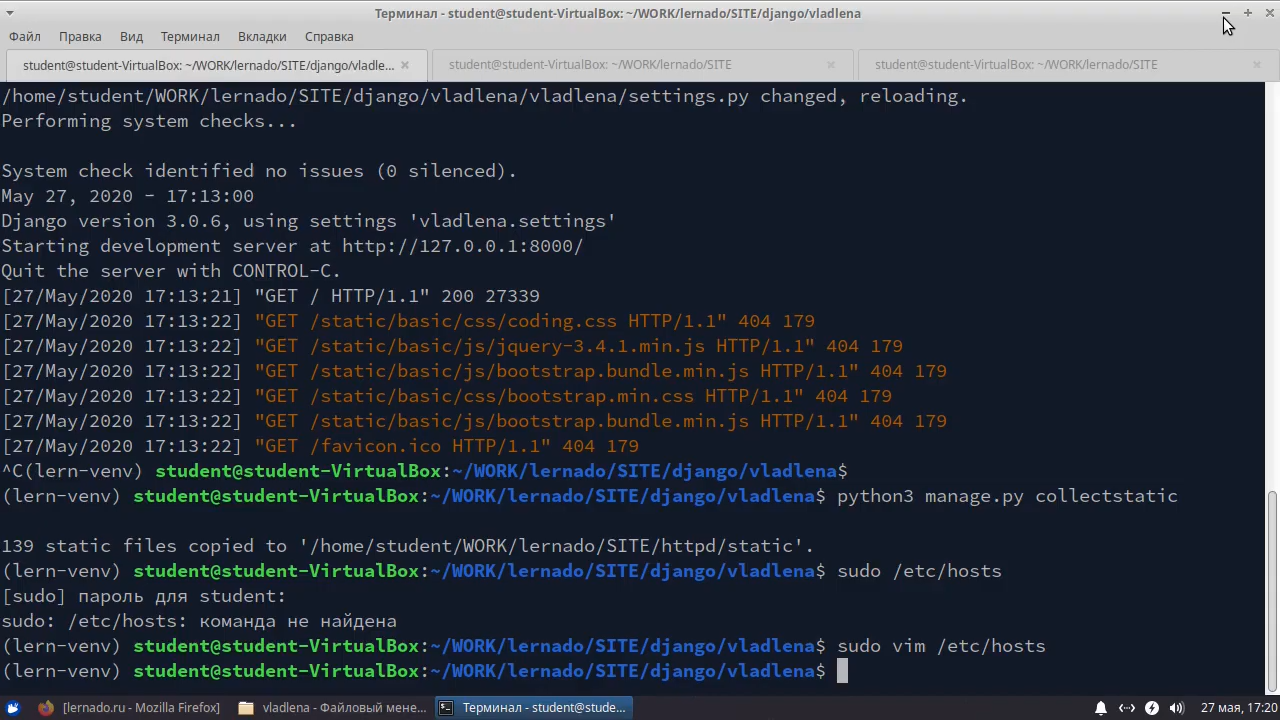 Терминал - student@student-VirtualBox: ~/WORK/lernado/SITE/django/vladlena
Файл Правка Вид Терминал Вкладки Справка
student@student-VirtualBox: ~/WORK/lernado/SITE/django/vladle... student@student-VirtualBox: ~/WORK/lernado/SITE student@student-VirtualBox: ~/WORK/lernado/SITE
/home/student/WORK/lernado/SITE/django/vladlena/vladlena/settings.py changed, reloading.
Performing system checks...
System check identified no issues (0 silenced).
May 27, 2020 - 17:13:00
Django version 3.0.6, using settings 'vladlena.settings'
Starting development server at http://127.0.0.1:8000/
Quit the server with CONTROL-C.
[27/May/2020 17:13:21] "GET / HTTP/1.1" 200 27339
[27/May/2020 17:13:22] "GET /static/basic/css/coding.css HTTP/1.1" 404 179
[27/May/2020 17:13:22] "GET /static/basic/js/jquery-3.4.1.min.js HTTP/1.1" 404 179
[27/May/2020 17:13:22] "GET /static/basic/js/bootstrap.bundle.min.js HTTP/1.1" 404 179
[27/May/2020 17:13:22] "GET /static/basic/css/bootstrap.min.css HTTP/1.1" 404 179
[27/May/2020 17:13:22] "GET /static/basic/js/bootstrap.bundle.min.js HTTP/1.1" 404 179
[27/May/2020 17:13:22] "GET /favicon.ico HTTP/1.1" 404 179
^C(lern-venv) student@student-VirtualBox:~/WORK/lernado/SITE/django/vladlena$
(lern-venv) student@student-VirtualBox:~/WORK/lernado/SITE/django/vladlena$ python3 manage.py collectstatic
139 static files copied to '/home/student/WORK/lernado/SITE/httpd/static'.
(lern-venv) student@student-VirtualBox:~/WORK/lernado/SITE/django/vladlena$ sudo /etc/hosts
[sudo] пароль для student:
sudo: /etc/hosts: команда не найдена
(lern-venv) student@student-VirtualBox:~/WORK/lernado/SITE/django/vladlena$ sudo vim /etc/hosts
(lern-venv) student@student-VirtualBox:~/WORK/lernado/SITE/django/vladlena$
[lernado.ru - Mozilla Firefox] vladlena - Файловый мене... Терминал - student@stude... 27 мая, 17:20